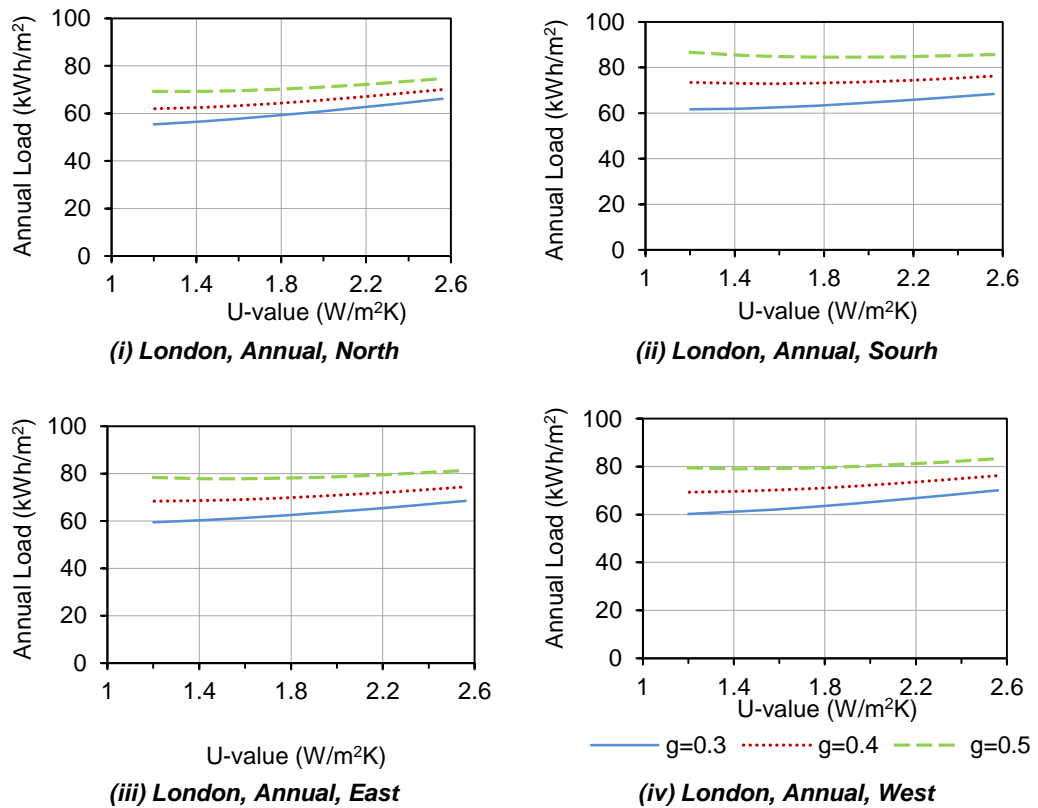 Annual Load (kWh/m²)
100
80
60
40
20
0
1 1.4 1.8 2.2 2.6
U-value (W/m²K)
(i) London, Annual, North
Annual Load (kWh/m²)
100
80
60
40
20
0
1 1.4 1.8 2.2 2.6
U-value (W/m²K)
(ii) London, Annual, Sourh
Annual Load (kWh/m²)
100
80
60
40
20
0
1 1.4 1.8 2.2 2.6
U-value (W/m²K)
(iii) London, Annual, East
Annual Load (kWh/m²)
100
80
60
40
20
0
1 1.4 1.8 2.2 2.6
U-value (W/m²K)
g=0.3 g=0.4 g=0.5
(iv) London, Annual, West